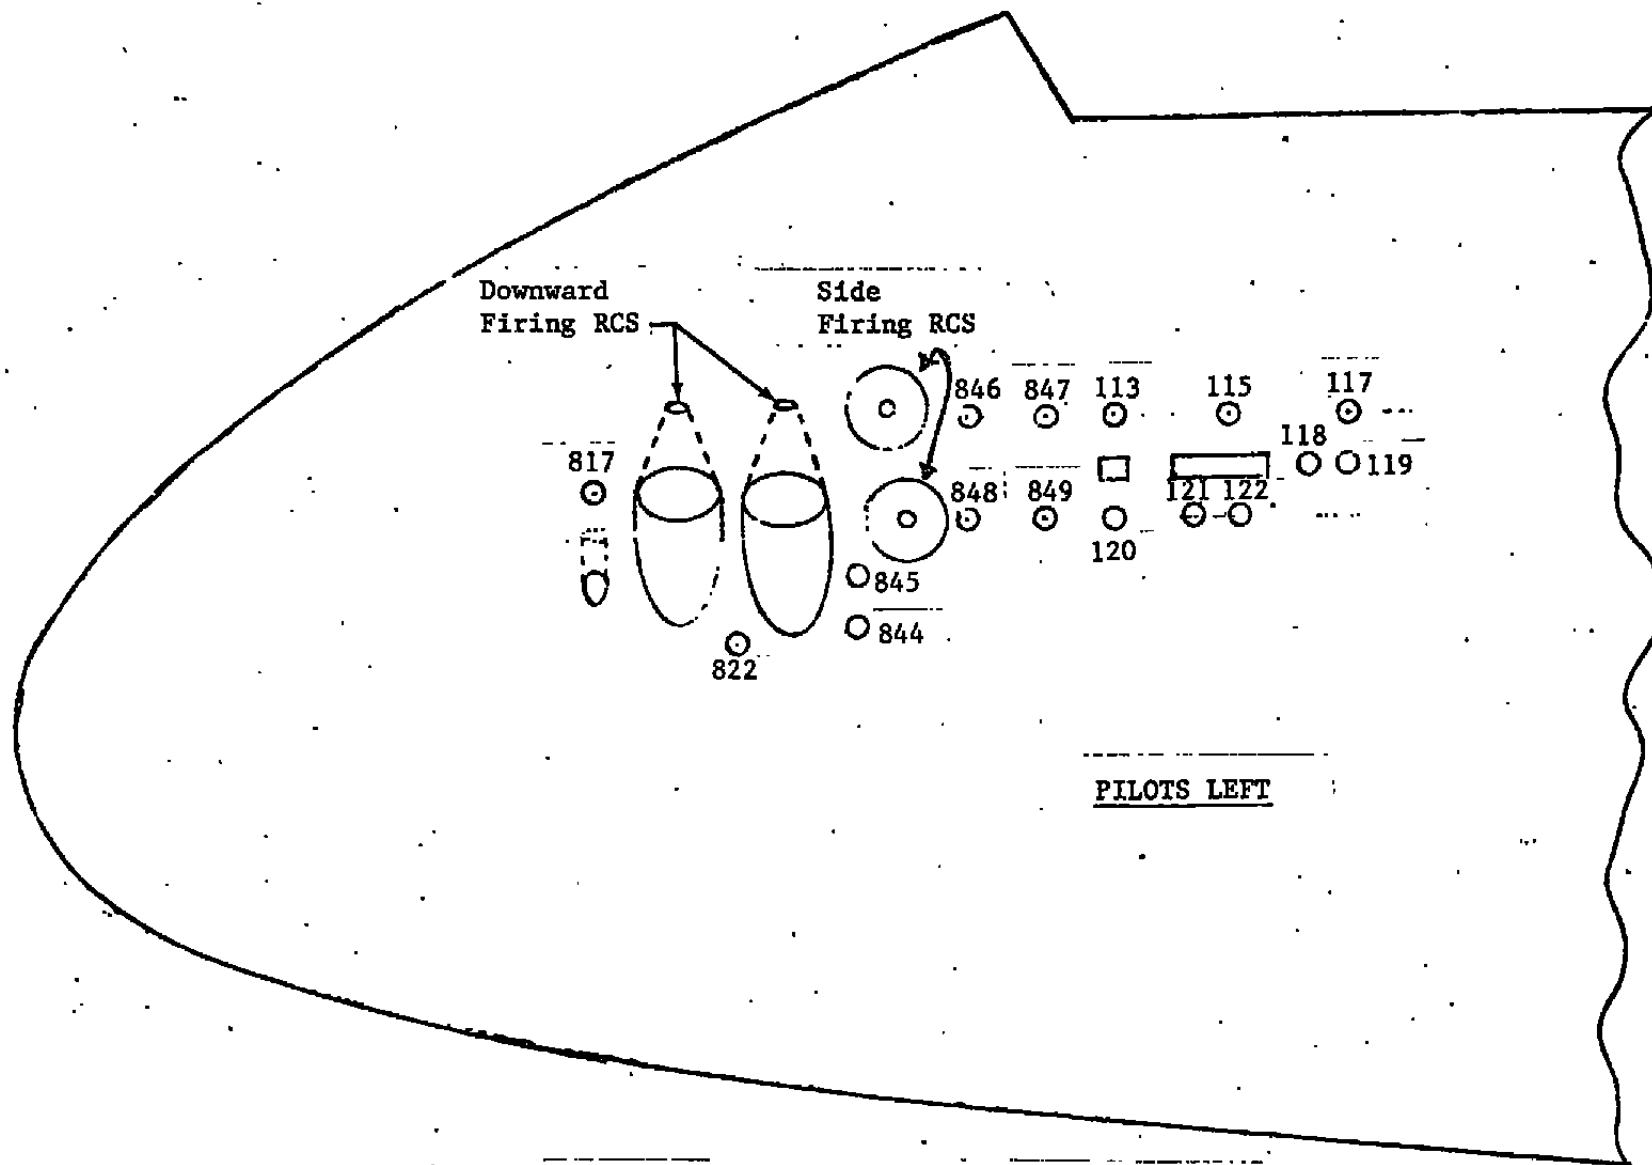 Downward
Firing RCS
Side
Firing RCS
846 847 113 115 117
118
817
119
848 849 121 122
120
845
844
822
PILOTS LEFT